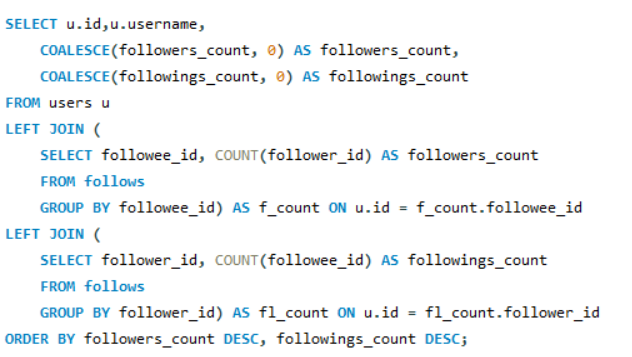 SELECT u.id,u.username,
    COALESCE(followers_count, 0) AS followers_count,
    COALESCE(followings_count, 0) AS followings_count
FROM users u
LEFT JOIN (
    SELECT followee_id, COUNT(follower_id) AS followers_count
    FROM follows
    GROUP BY followee_id) AS f_count ON u.id = f_count.followee_id
LEFT JOIN (
    SELECT follower_id, COUNT(followee_id) AS followings_count
    FROM follows
    GROUP BY follower_id) AS fl_count ON u.id = fl_count.follower_id
ORDER BY followers_count DESC, followings_count DESC;